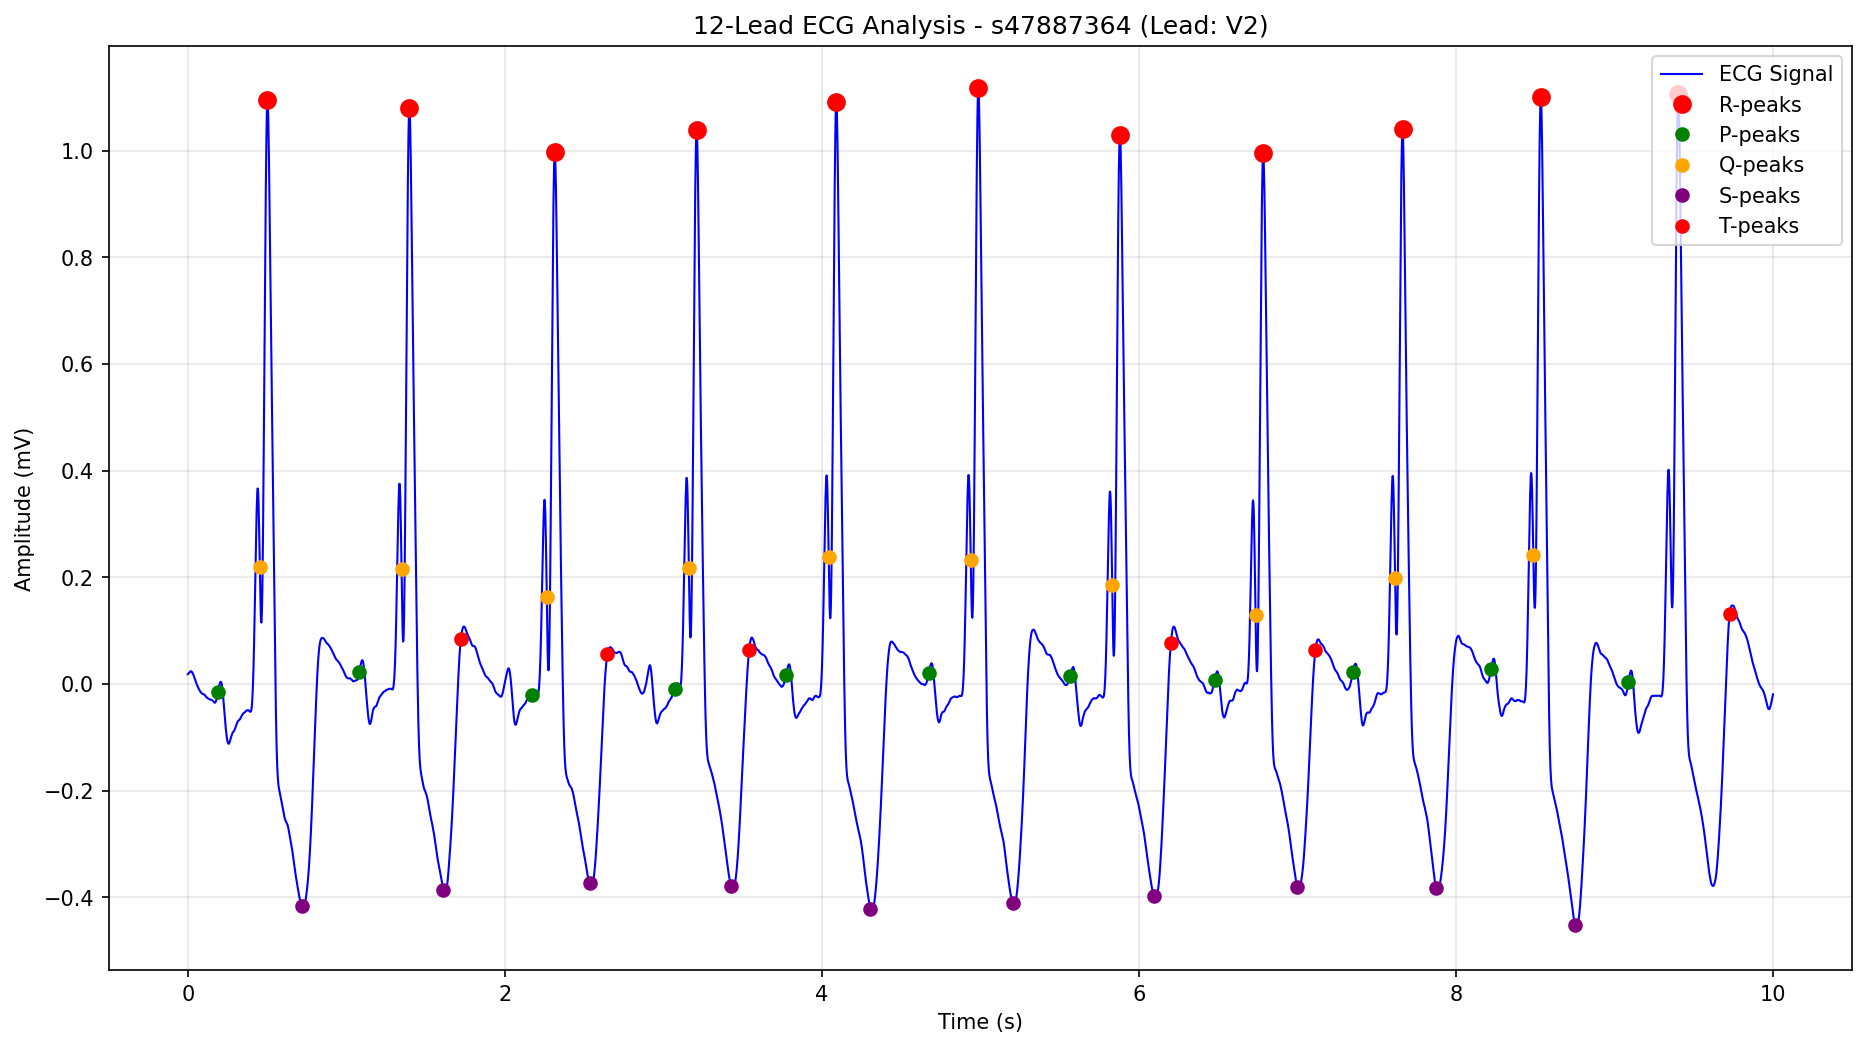 12-Lead ECG Analysis - s47887364 (Lead: V2)
ECG Signal
R-peaks
P-peaks
Q-peaks
S-peaks
T-peaks
Amplitude (mV)
1.0
0.8
0.6
0.4
0.2
0.0
−0.2
−0.4
0 2 4 6 8 10
Time (s)